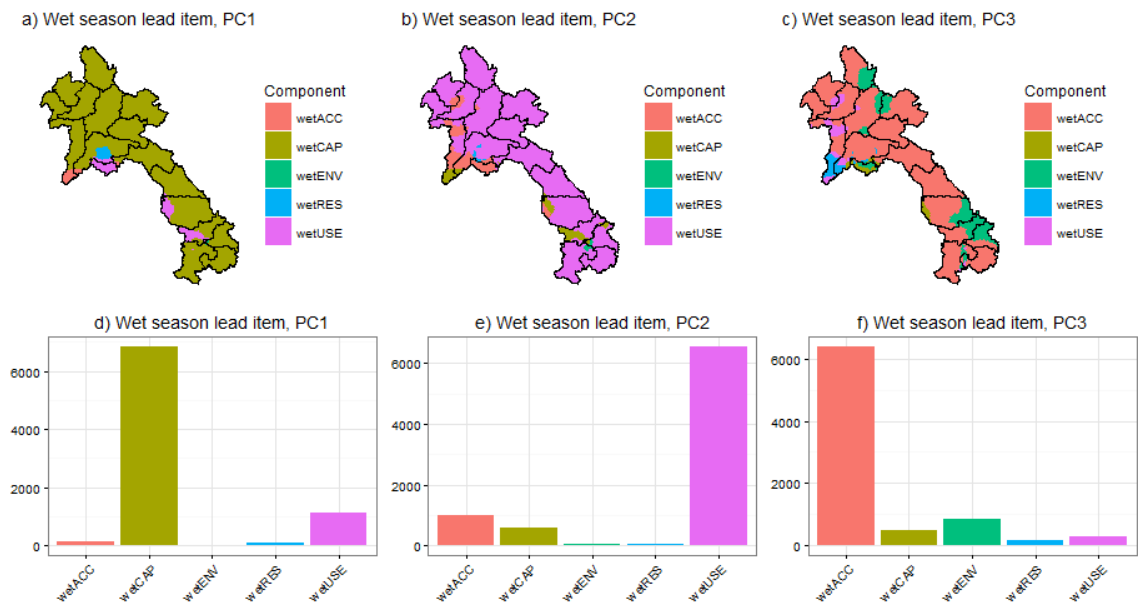 a) Wet season lead item, PC1
b) Wet season lead item, PC2
c) Wet season lead item, PC3
Component
wetACC
wetCAP
wetENV
wetRES
wetUSE
Component
wetACC
wetCAP
wetENV
wetRES
wetUSE
Component
wetACC
wetCAP
wetENV
wetRES
wetUSE
d) Wet season lead item, PC1
6000
4000
2000
0
wetACC
wetCAP
wetENV
wetRES
wetUSE
e) Wet season lead item, PC2
6000
4000
2000
0
wetACC
wetCAP
wetENV
wetRES
wetUSE
f) Wet season lead item, PC3
6000
4000
2000
0
wetACC
wetCAP
wetENV
wetRES
wetUSE